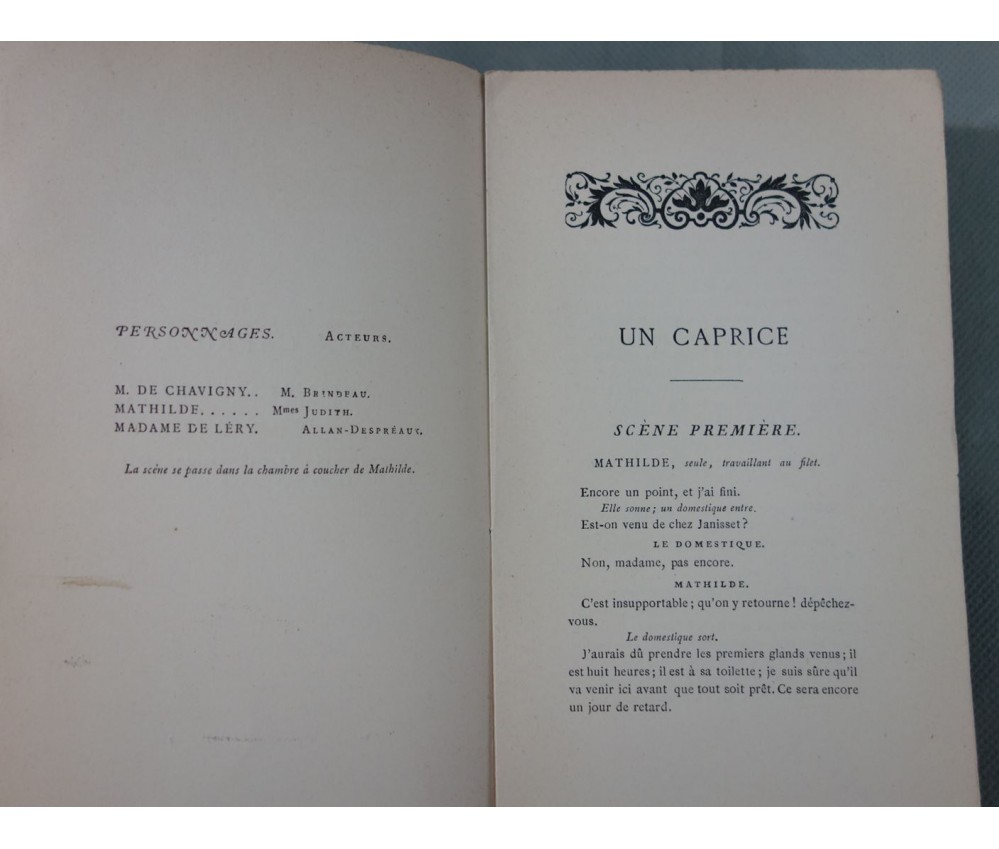 PERSONNAGES. ACTEURS.
M. DE CHAVIGNY.. M. BRINDEAU.
MATHILDE...... Mmes JUDITH.
MADAME DE LÉRY. ALLAN-DESPRÉAUX.
La scène se passe dans la chambre à coucher de Mathilde.
UN CAPRICE
SCÈNE PREMIÈRE.
MATHILDE, seule, travaillant au filet.
Encore un point, et j'ai fini.
Elle sonne; un domestique entre.
Est-on venu de chez Janisset?
LE DOMESTIQUE.
Non, madame, pas encore.
MATHILDE.
C'est insupportable; qu'on y retourne! dépêchez-
vous.
Le domestique sort.
J'aurais dû prendre les premiers glands venus; il
est huit heures; il est à sa toilette; je suis sûre qu'il
va venir ici avant que tout soit prêt. Ce sera encore
un jour de retard.